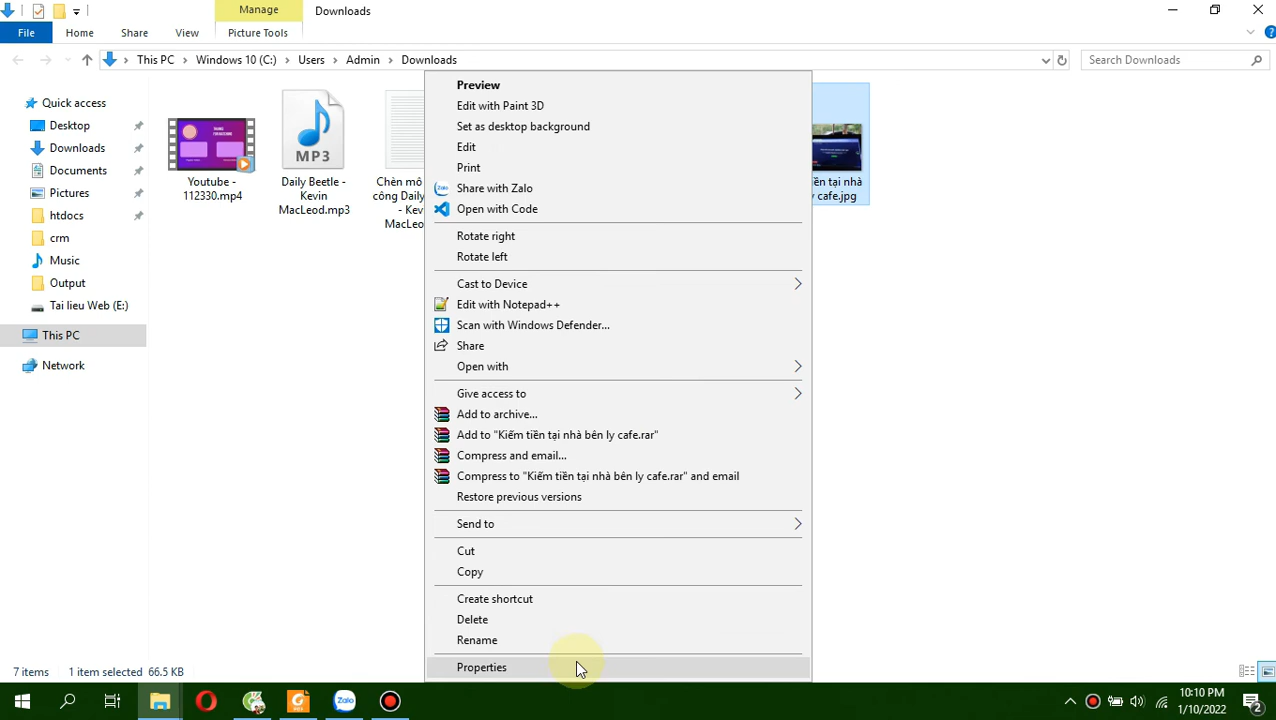 Manage
Downloads
File
Home
Share
View
Picture Tools
This PC
Windows 10 (C:)
Users
Admin
Downloads
Search Downloads
Quick access
Desktop
Downloads
Documents
Pictures
htdocs
crm
Music
Output
Tai lieu Web (E:)
This PC
Network
Youtube -
112330.mp4
MP3
Daily Beetle -
Kevin
MacLeod.mp3
Chèn mô
công Daily
- Kev
MacLeo
ền tại nhà
y cafe.jpg
Preview
Edit with Paint 3D
Set as desktop background
Edit
Print
Zalo
Share with Zalo
Open with Code
Rotate right
Rotate left
Cast to Device
Edit with Notepad++
Scan with Windows Defender...
Share
Open with
Give access to
Add to archive...
Add to "Kiếm tiền tại nhà bên ly cafe.rar"
Compress and email...
Compress to "Kiếm tiền tại nhà bên ly cafe.rar" and email
Restore previous versions
Send to
Cut
Copy
Create shortcut
Delete
Rename
Properties
7 items
1 item selected 66.5 KB
Zalo
10:10 PM
1/10/2022
2